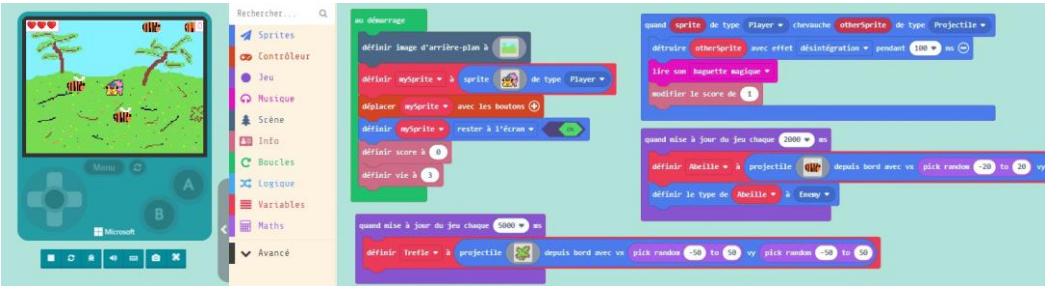 Menu
A
B
Microsoft
Rechercher...
Sprites
Contrôleur
Jeu
Musique
Scène
Info
Boucles
Logique
Variables
Maths
Avancé
au démarrage
définir image d'arrière-plan à
définir mySprite à sprite de type Player
déplacer mySprite avec les boutons
définir mySprite rester à l'écran
définir score à 0
définir vie à 3
quand mise à jour du jeu chaque 5000 ms
définir Trefle à projectile depuis bord avec vx pick random -50 to 50 vy pick random -50 to 50
quand sprite de type Player chevauche otherSprite de type Projectile
détruire otherSprite avec effet désintégration pendant 100 ms
lire son baguette magique
modifier le score de 1
quand mise à jour du jeu chaque 2000 ms
définir Abeille à projectile depuis bord avec vx pick random -20 to 20 vy
définir le type de Abeille à Enemy